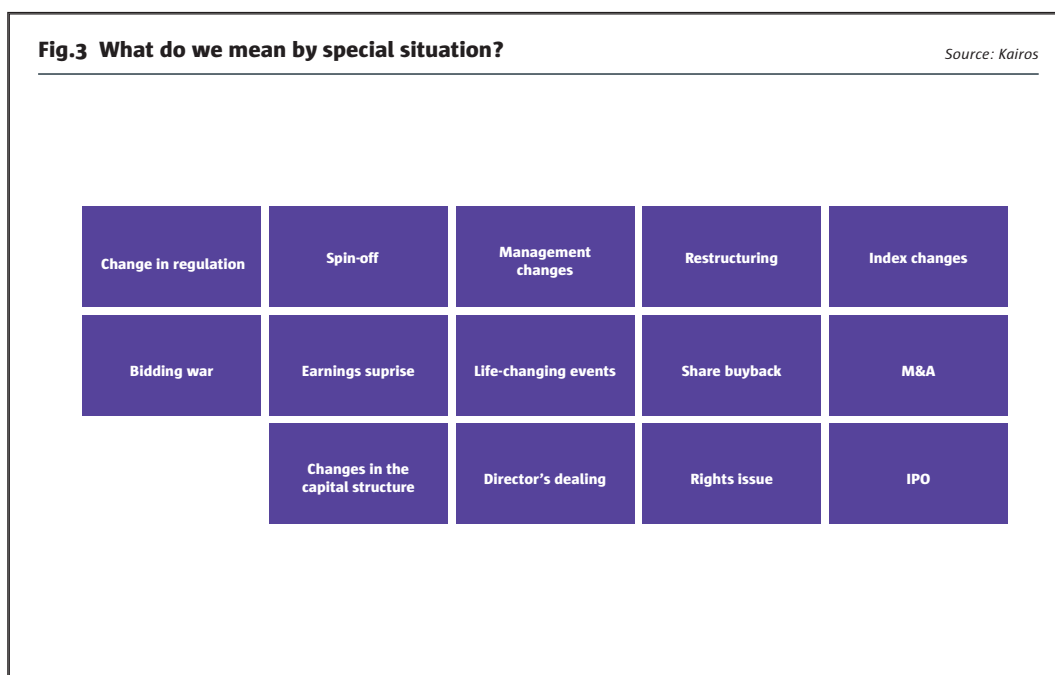 Fig.3 What do we mean by special situation?
Source: Kairos
Change in regulation
Spin-off
Management
changes
Restructuring
Index changes
Bidding war
Earnings suprise
Life-changing events
Share buyback
M&A
Changes in the
capital structure
Director’s dealing
Rights issue
IPO